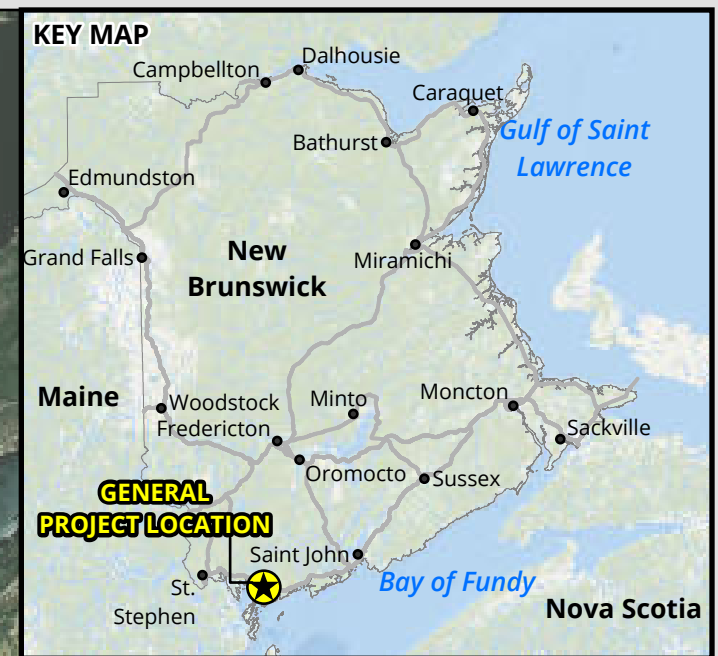 KEY MAP
Dalhousie
Campbellton
Caraquet
Gulf of Saint
Lawrence
Bathurst
Edmundston
Grand Falls
New
Brunswick
Miramichi
Maine
Woodstock
Minto
Moncton
Fredericton
Sackville
Oromocto
Sussex
GENERAL
PROJECT LOCATION
Saint John
St.
Stephen
Bay of Fundy
Nova Scotia